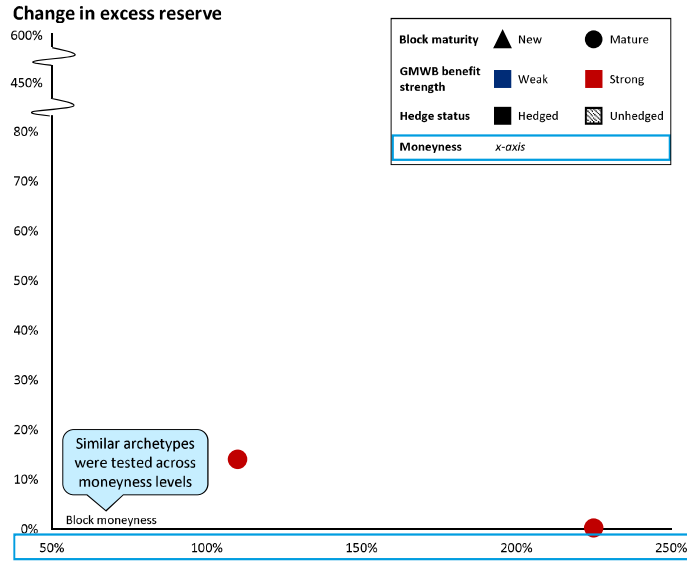 Change in excess reserve
600%
450%
80%
70%
60%
50%
40%
30%
20%
10%
0%
Block maturity New Mature
GMWB benefit
strength Weak Strong
Hedge status Hedged Unhedged
Moneyness x-axis
Similar archetypes
were tested across
moneyness levels
Block moneyness
50% 100% 150% 200% 250%